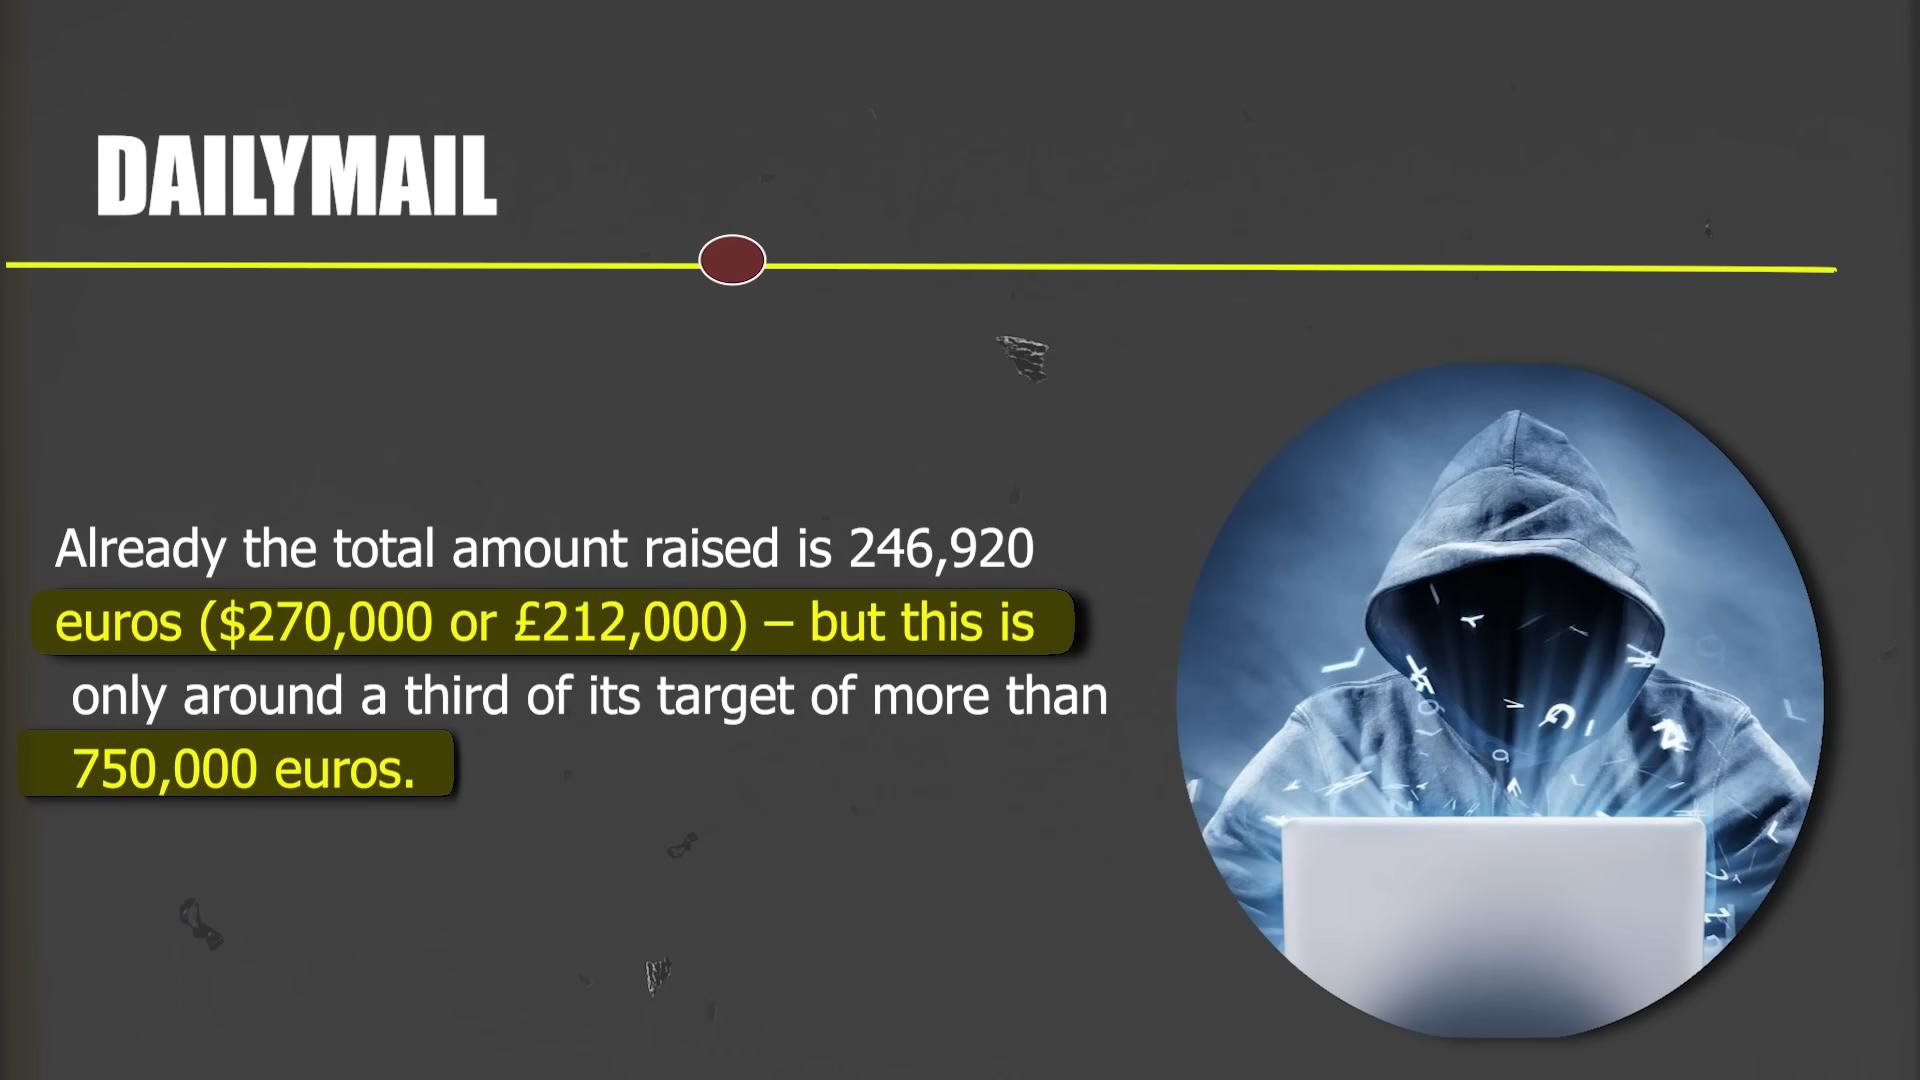 DAILYMAIL
Already the total amount raised is 246,920
euros ($270,000 or £212,000) – but this is
only around a third of its target of more than
750,000 euros.